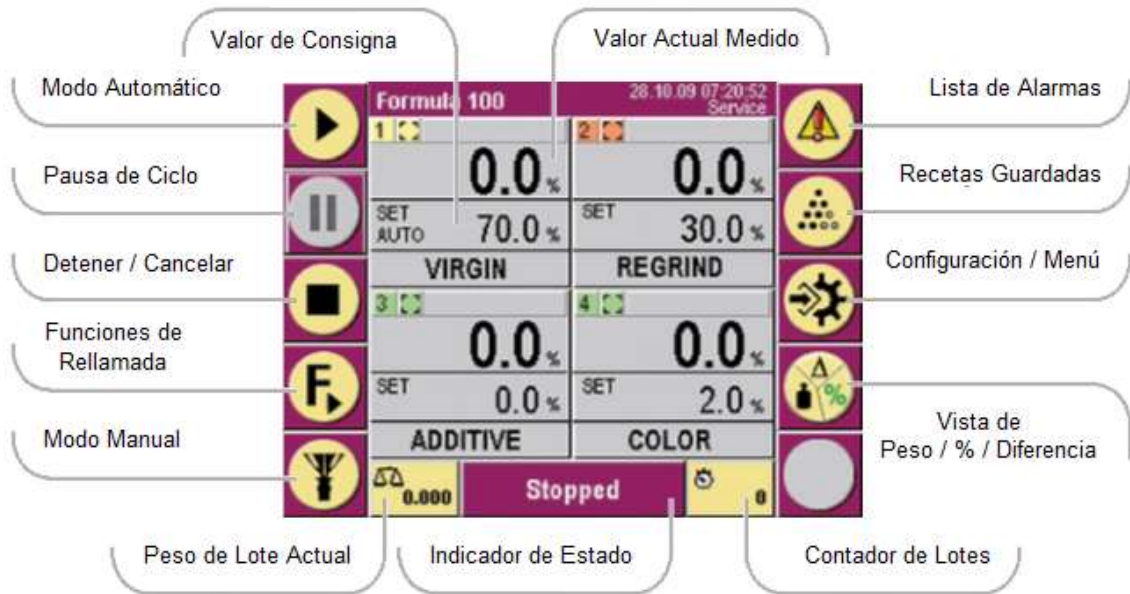 Valor de Consigna
Valor Actual Medido
Modo Automático
Lista de Alarmas
Pausa de Ciclo
Recetas Guardadas
Detener / Cancelar
Configuración / Menú
Funciones de
Rellamada
Modo Manual
Vista de
Peso / % / Diferencia
Formula 100
28.10.09 07:20:52
Service
1
2
0.0 %
0.0 %
SET
AUTO
70.0 %
SET
30.0 %
VIRGIN
REGRIND
3
4
0.0 %
0.0 %
SET
0.0 %
SET
2.0 %
ADDITIVE
COLOR
F
%
0.000
Stopped
0
Peso de Lote Actual
Indicador de Estado
Contador de Lotes